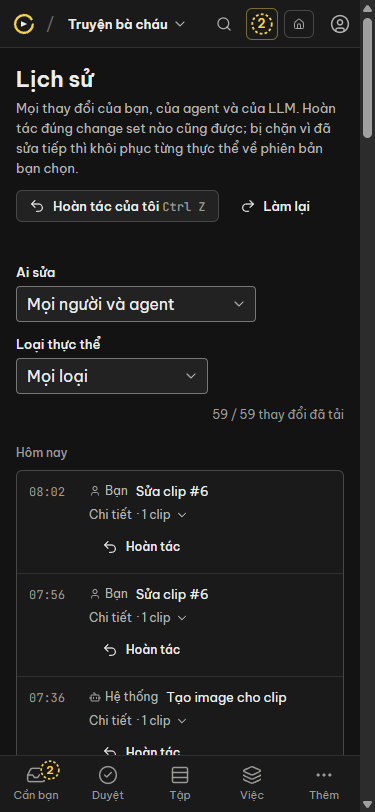 / Truyện bà cháu 2
Lịch sử
Mọi thay đổi của bạn, của agent và của LLM. Hoàn
tác đúng change set nào cũng được; bị chặn vì đã
sửa tiếp thì khôi phục từng thực thể về phiên bản
bạn chọn.
Hoàn tác của tôi Ctrl Z Làm lại
Ai sửa
Mọi người và agent
Loại thực thể
Mọi loại
59 / 59 thay đổi đã tải
Hôm nay
08:02 Bạn Sửa clip #6
Chi tiết · 1 clip
Hoàn tác
07:56 Bạn Sửa clip #6
Chi tiết · 1 clip
Hoàn tác
07:36 Hệ thống Tạo image cho clip
Chi tiết · 1 clip
Hoàn tác
2
Cần bạn Duyệt Tập Việc Thêm